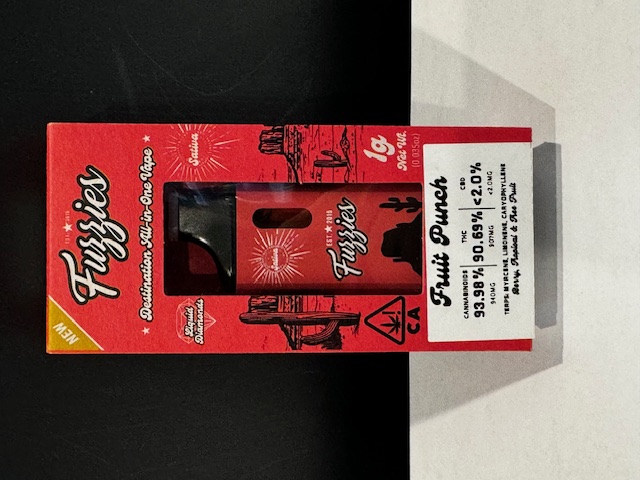 NEW
EST ★ 2018
Fuzzies
★ Destination All-in-One Vape ★
Liquid
Diamonds
Sativa
Sativa
EST. ★ 2018
Fuzzies
CA
1g
Net Wt.
(0.035oz)
Fruit Punch
CANNABINOIDS THC CBD
93.98% 90.69% <2.0%
940MG 907MG <2.0MG
TERPS: MYRCENE, LIMONENE, CARYOPHYLLENE
Berry, Tropical & Tree Fruit